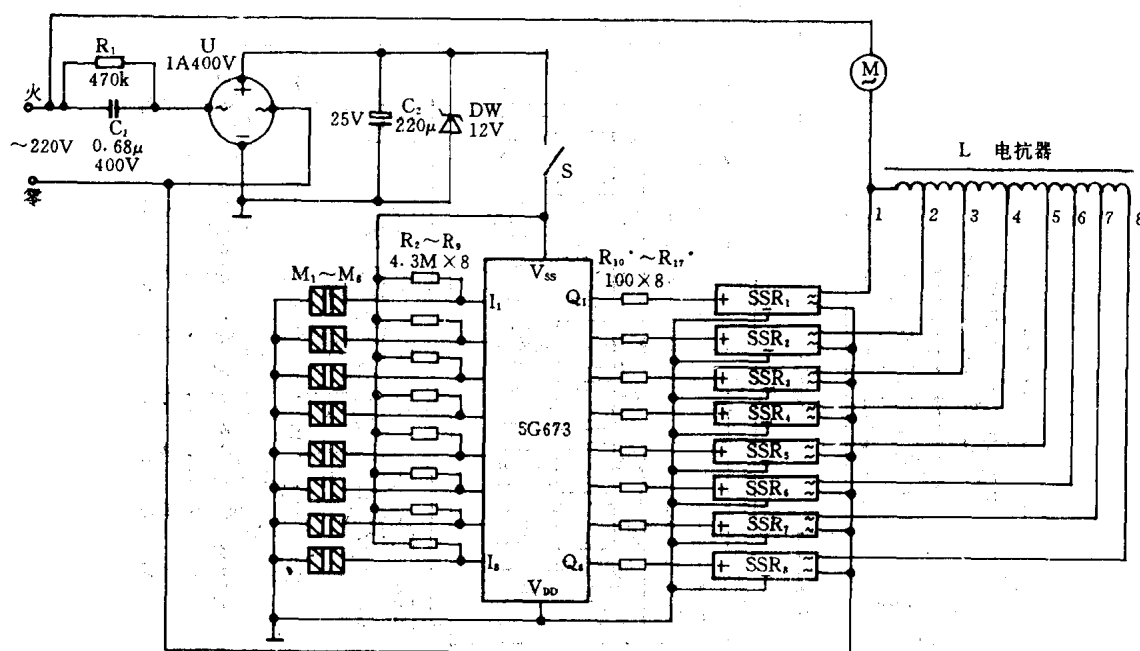 R₁
470k
U
1A400V
火
C₁
0.68μ
400V
～220V
零
+
~
~
−
25V
C₂
220μ
DW
12V
S
M
~
L 电抗器
1
2
3
4
5
6
7
8
R₂～R₉
4.3M×8
M₁～M₈
V_SS
R₁₀*～R₁₇*
100×8
I₁
Q₁
SG673
I₈
Q₈
V_DD
+ SSR₁ ~
+ SSR₂ ~
+ SSR₃ ~
+ SSR₄ ~
+ SSR₅ ~
+ SSR₆ ~
+ SSR₇ ~
+ SSR₈ ~